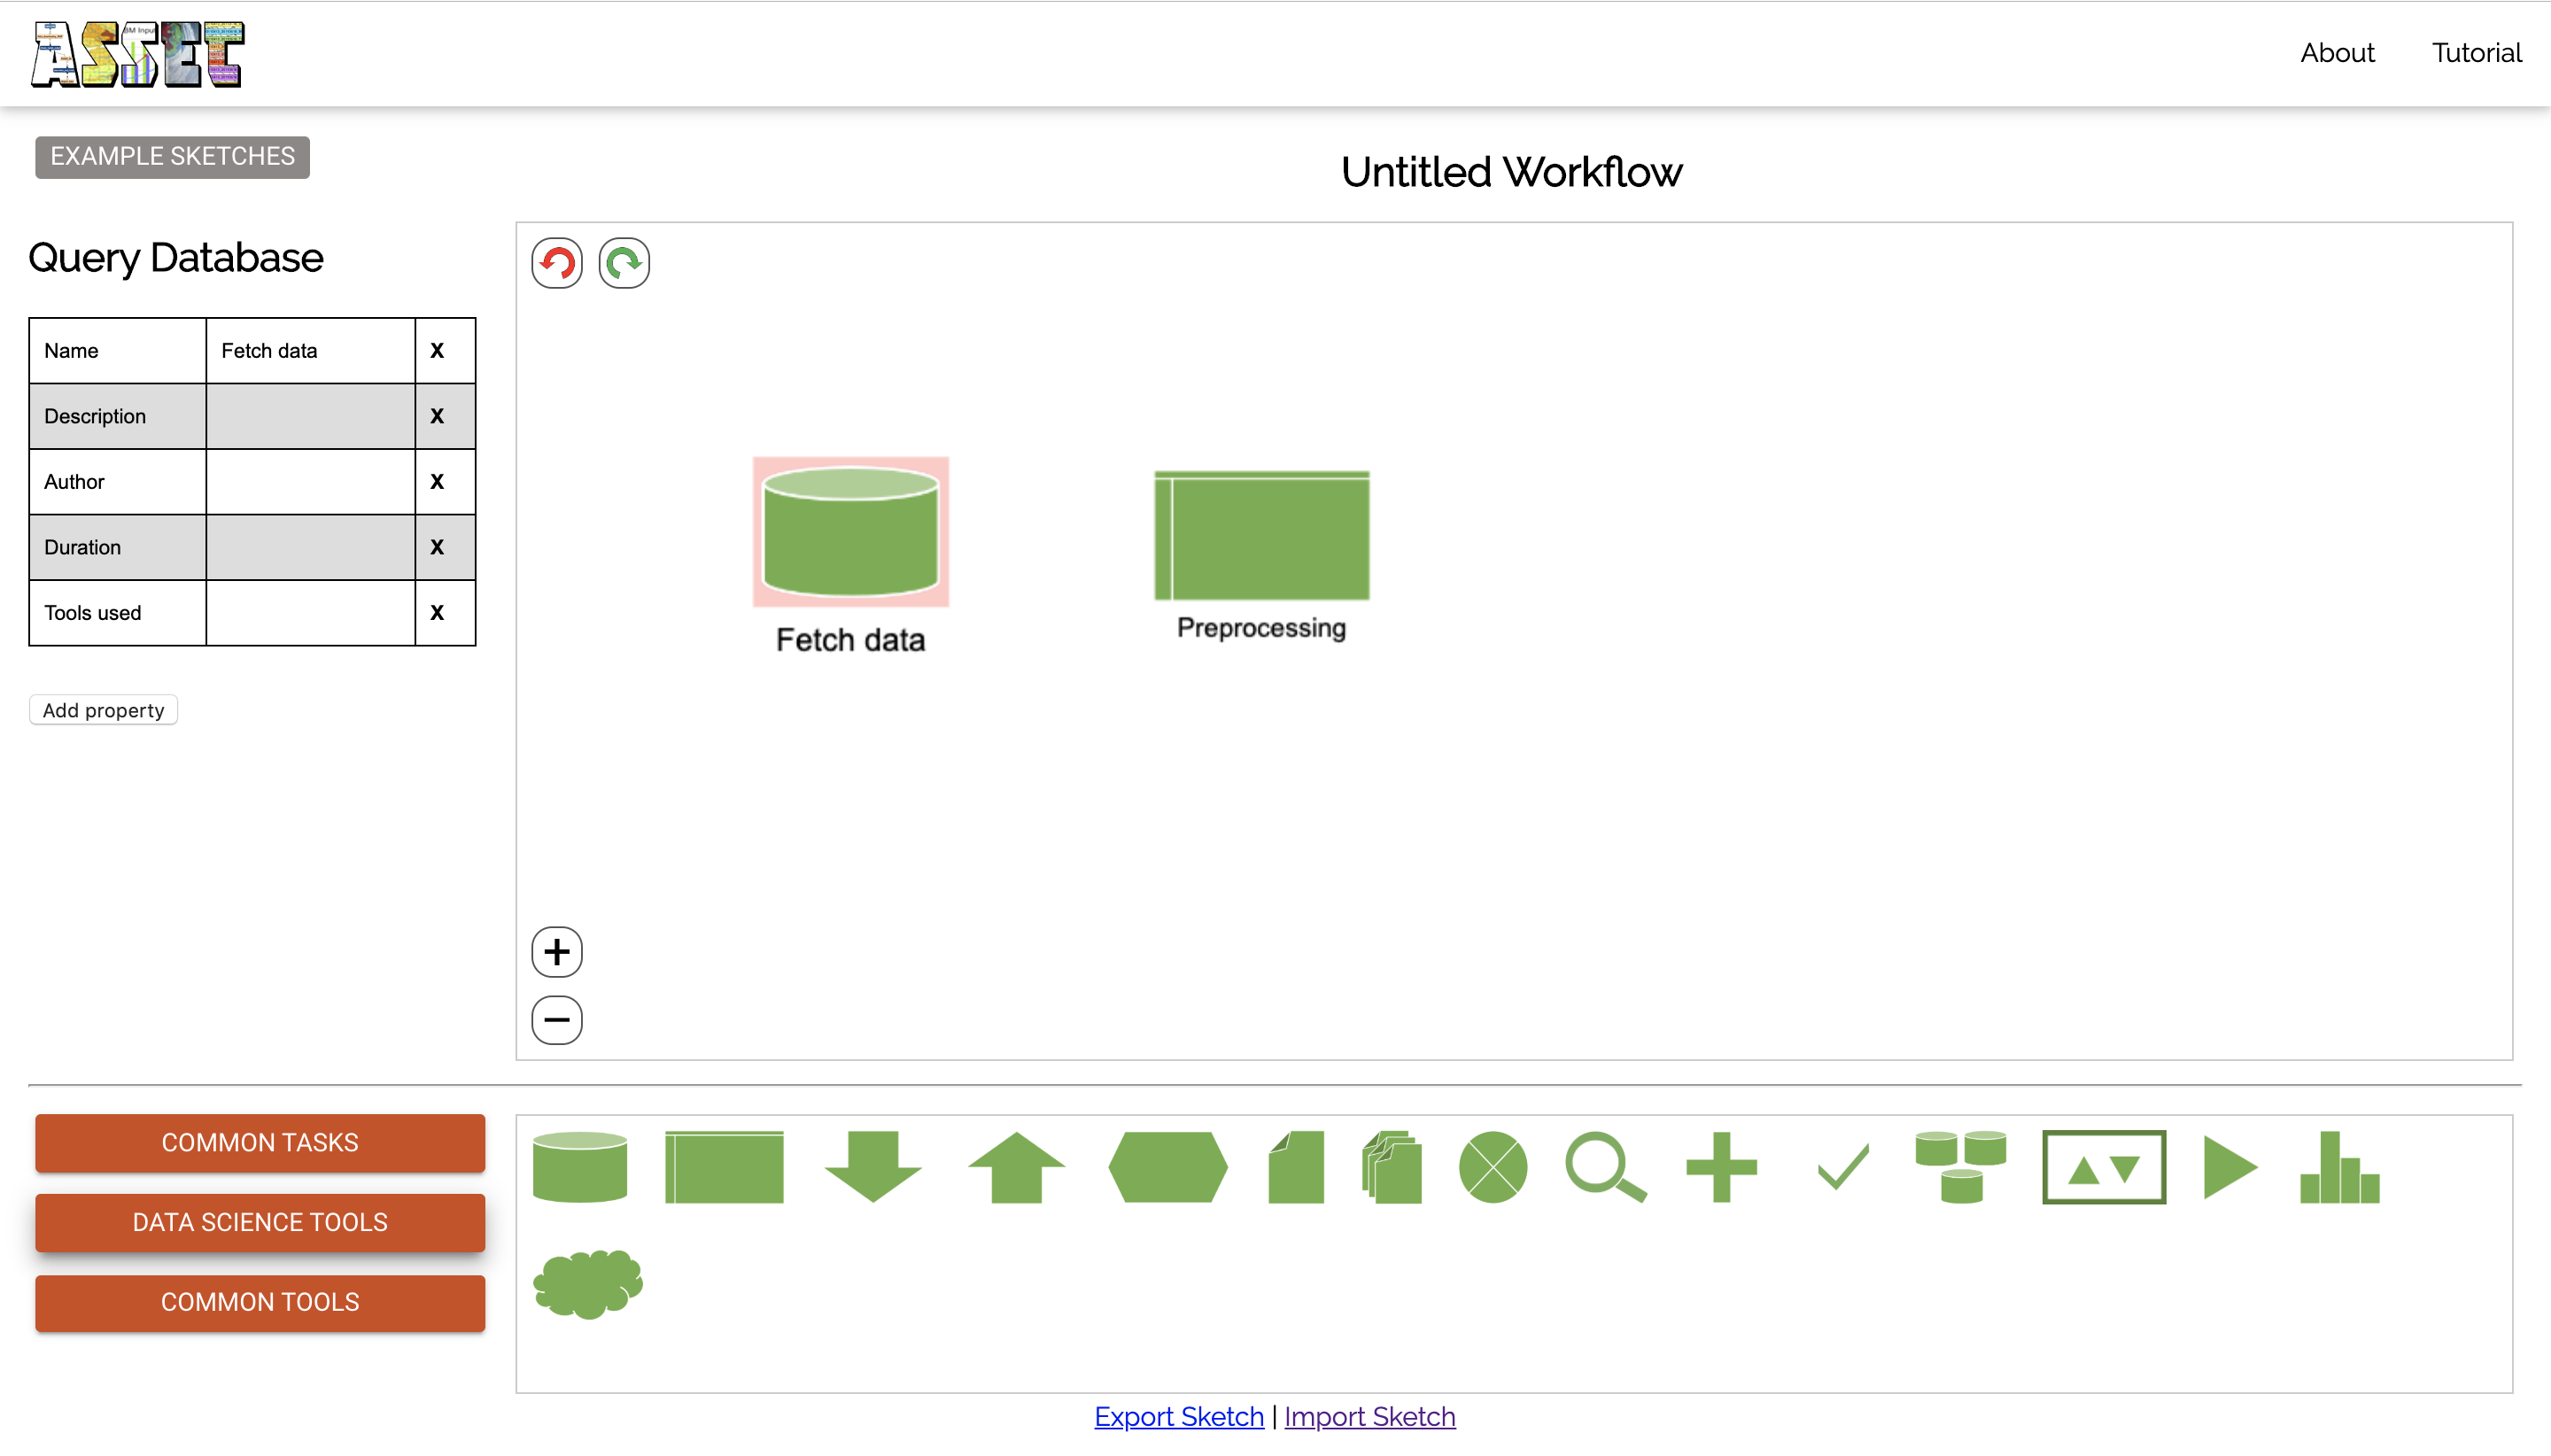 ASSEC
About Tutorial
EXAMPLE SKETCHES
Untitled Workflow
Query Database
Name Fetch data X
Description X
Author X
Duration X
Tools used X
Add property
Fetch data
Preprocessing
COMMON TASKS
DATA SCIENCE TOOLS
COMMON TOOLS
Export Sketch | Import Sketch